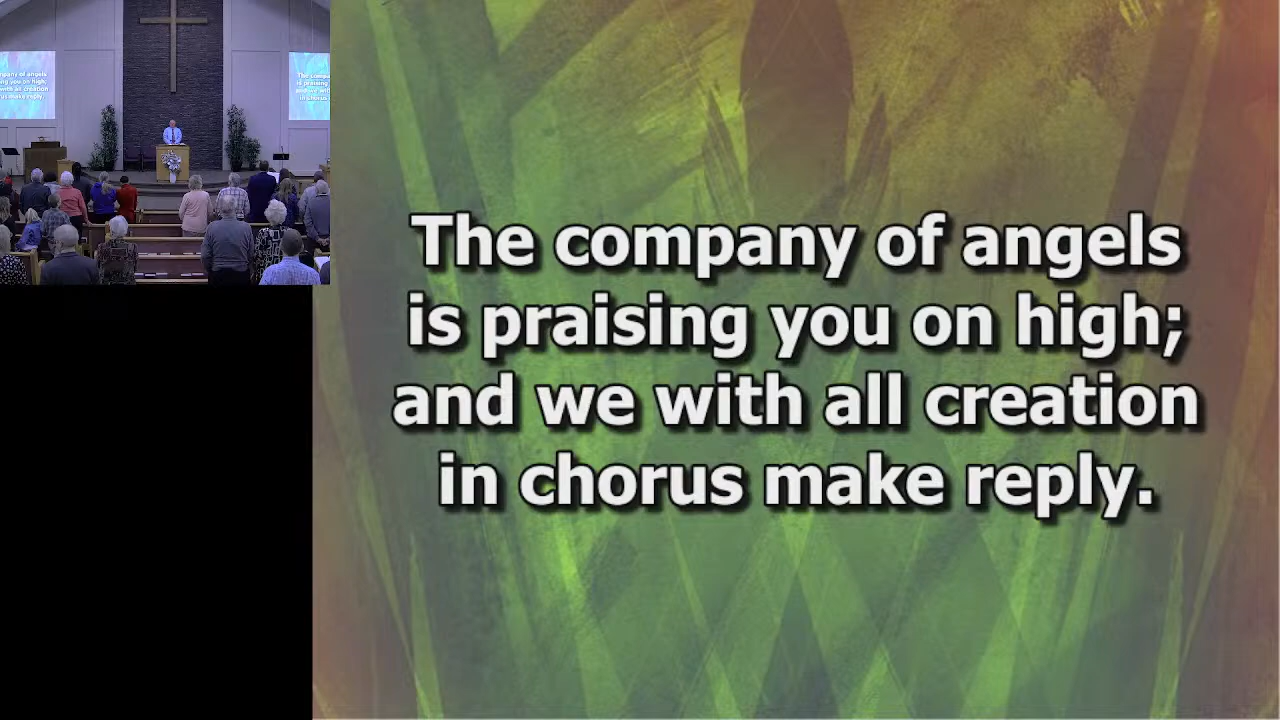 The company of angels
is praising you on high;
and we with all creation
in chorus make reply.